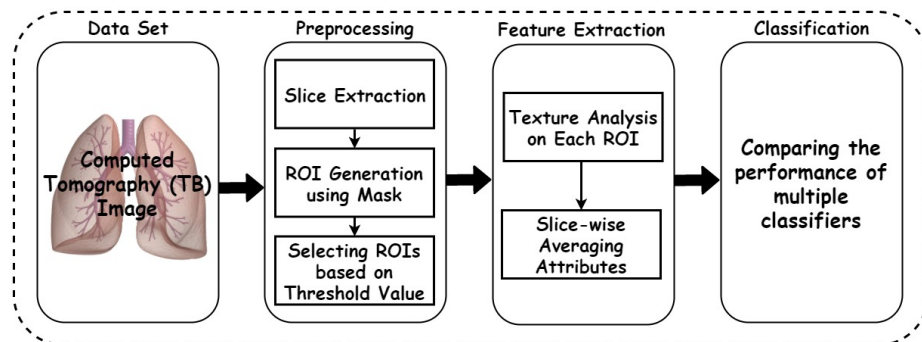 Data Set
Computed
Tomography (TB)
Image
Preprocessing
Slice Extraction
ROI Generation
using Mask
Selecting ROIs
based on
Threshold Value
Feature Extraction
Texture Analysis
on Each ROI
Slice-wise
Averaging
Attributes
Classification
Comparing the
performance of
multiple
classifiers